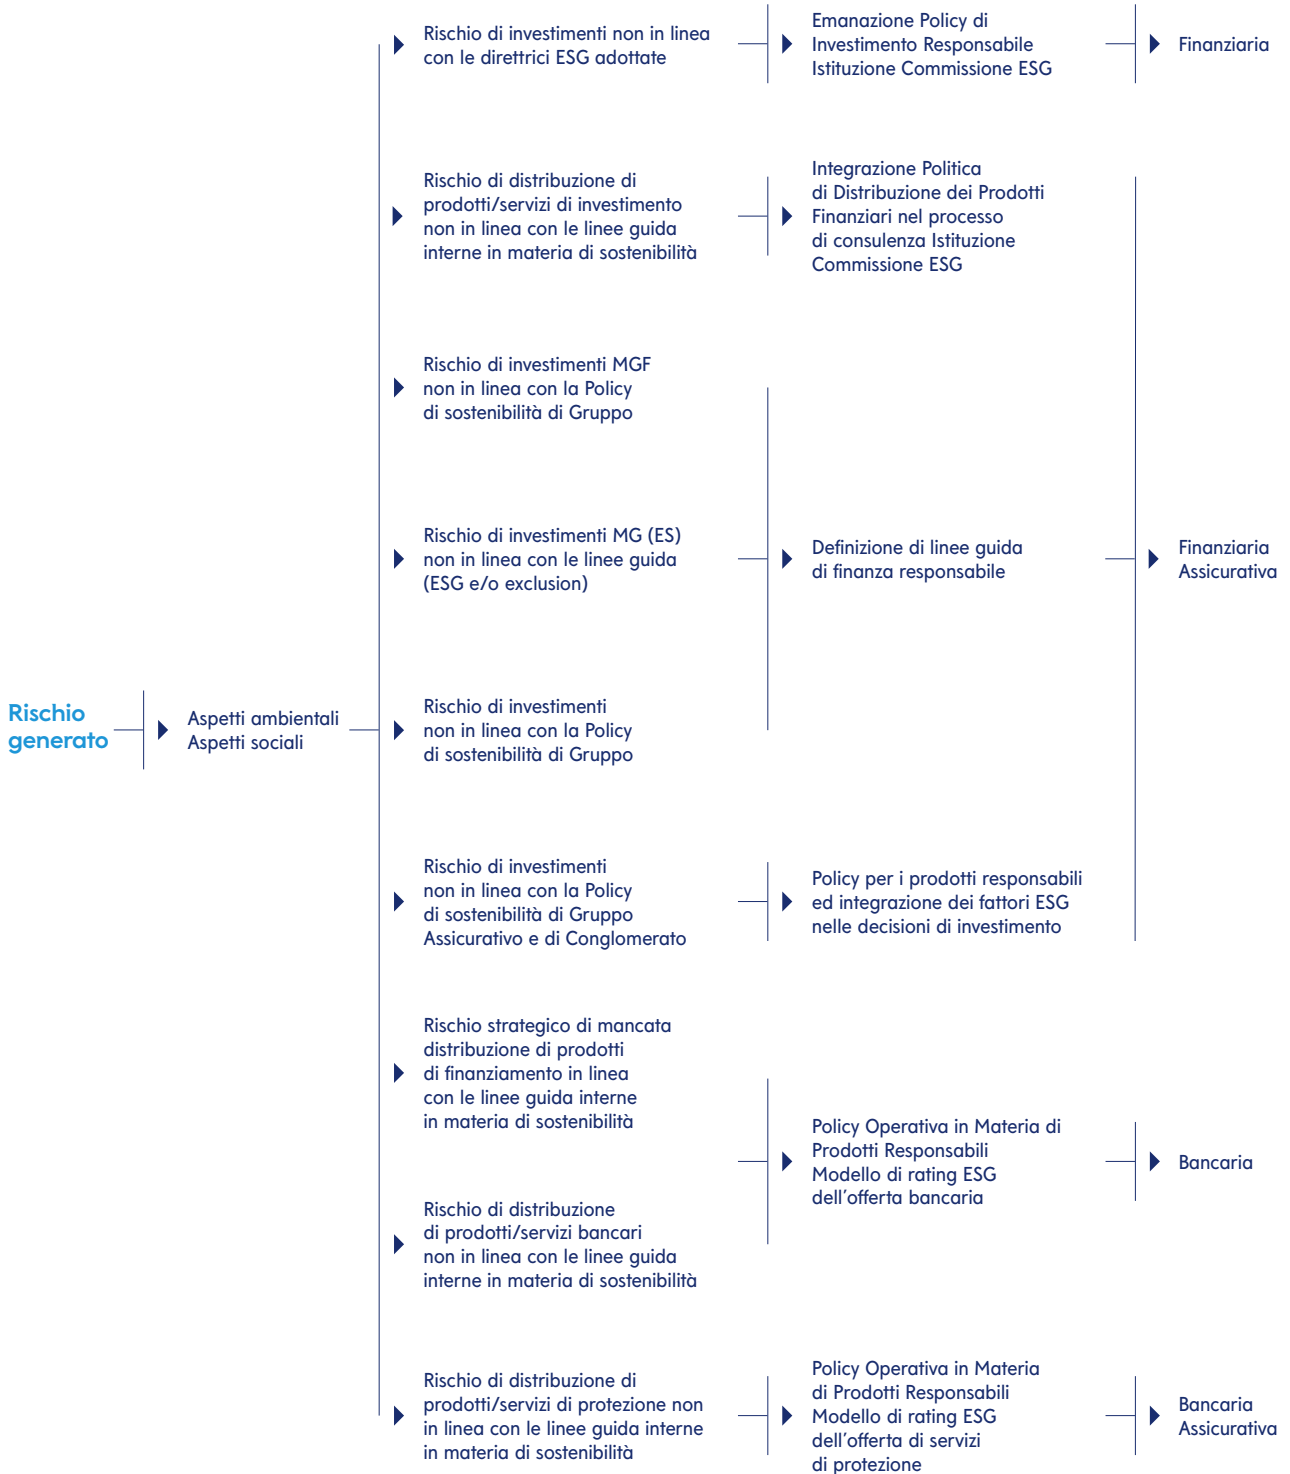 Rischio
generato
Aspetti ambientali
Aspetti sociali
Rischio di investimenti non in linea
con le direttrici ESG adottate
Emanazione Policy di
Investimento Responsabile
Istituzione Commissione ESG
Finanziaria
Rischio di distribuzione di
prodotti/servizi di investimento
non in linea con le linee guida
interne in materia di sostenibilità
Integrazione Politica
di Distribuzione dei Prodotti
Finanziari nel processo
di consulenza Istituzione
Commissione ESG
Rischio di investimenti MGF
non in linea con la Policy
di sostenibilità di Gruppo
Rischio di investimenti MG (ES)
non in linea con le linee guida
(ESG e/o exclusion)
Definizione di linee guida
di finanza responsabile
Finanziaria
Assicurativa
Rischio di investimenti
non in linea con la Policy
di sostenibilità di Gruppo
Rischio di investimenti
non in linea con la Policy
di sostenibilità di Gruppo
Assicurativo e di Conglomerato
Policy per i prodotti responsabili
ed integrazione dei fattori ESG
nelle decisioni di investimento
Rischio strategico di mancata
distribuzione di prodotti
di finanziamento in linea
con le linee guida interne
in materia di sostenibilità
Policy Operativa in Materia di
Prodotti Responsabili
Modello di rating ESG
dell'offerta bancaria
Bancaria
Rischio di distribuzione
di prodotti/servizi bancari
non in linea con le linee guida
interne in materia di sostenibilità
Rischio di distribuzione di
prodotti/servizi di protezione non
in linea con le linee guida interne
in materia di sostenibilità
Policy Operativa in Materia
di Prodotti Responsabili
Modello di rating ESG
dell'offerta di servizi
di protezione
Bancaria
Assicurativa